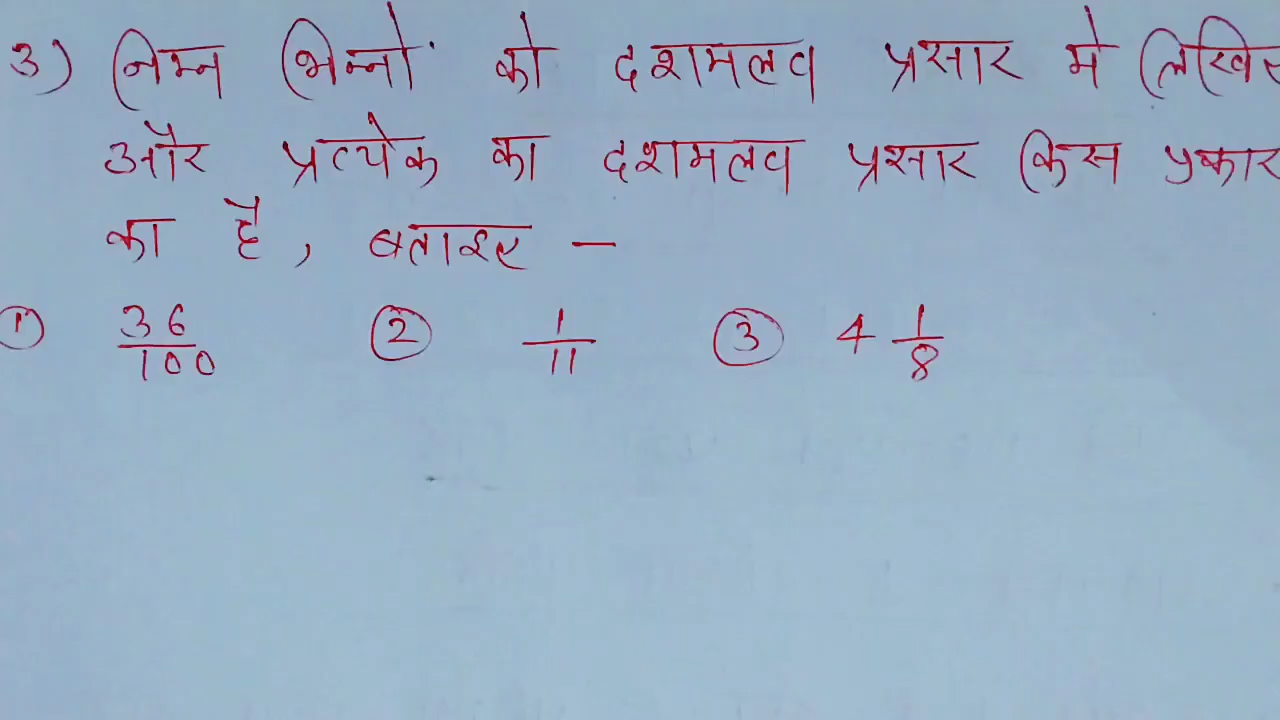 3) निम्न भिन्नों को दशमलव प्रसार मे लिखिए
और प्रत्येक का दशमलव प्रसार किस प्रकार
का है, बताइए –
① 36/100 ② 1/11 ③ 4 1/8